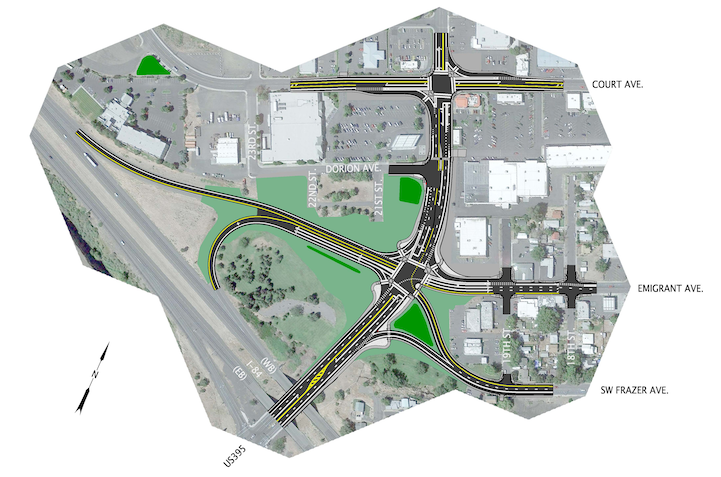 COURT AVE.
23RD ST.
DORION AVE.
22ND ST.
21ST ST.
EMIGRANT AVE.
19TH ST.
18TH ST.
(WB)
I-84
(EB)
SW FRAZER AVE.
N
US395